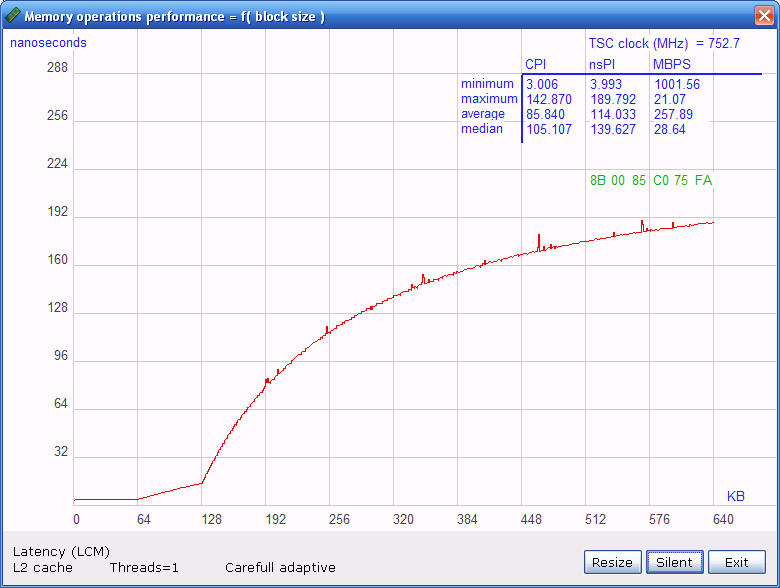 Memory operations performance = f( block size )
nanoseconds
TSC clock (MHz) = 752.7
CPI nsPI MBPS
minimum 3.006 3.993 1001.56
maximum 142.870 189.792 21.07
average 85.840 114.033 257.89
median 105.107 139.627 28.64
8B 00 85 C0 75 FA
288
256
224
192
160
128
96
64
32
KB
0 64 128 192 256 320 384 448 512 576 640
Latency (LCM)
L2 cache Threads=1 Carefull adaptive
Resize Silent Exit